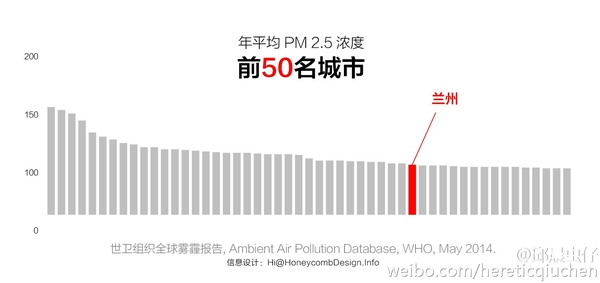 年平均 PM 2.5 浓度
前50名城市
200
150
100
0
兰州
世卫组织全球雾霾报告, Ambient Air Pollution Database, WHO, May 2014.
信息设计：Hi@HoneycombDesign.Info
weibo.com/hereticqiuchen